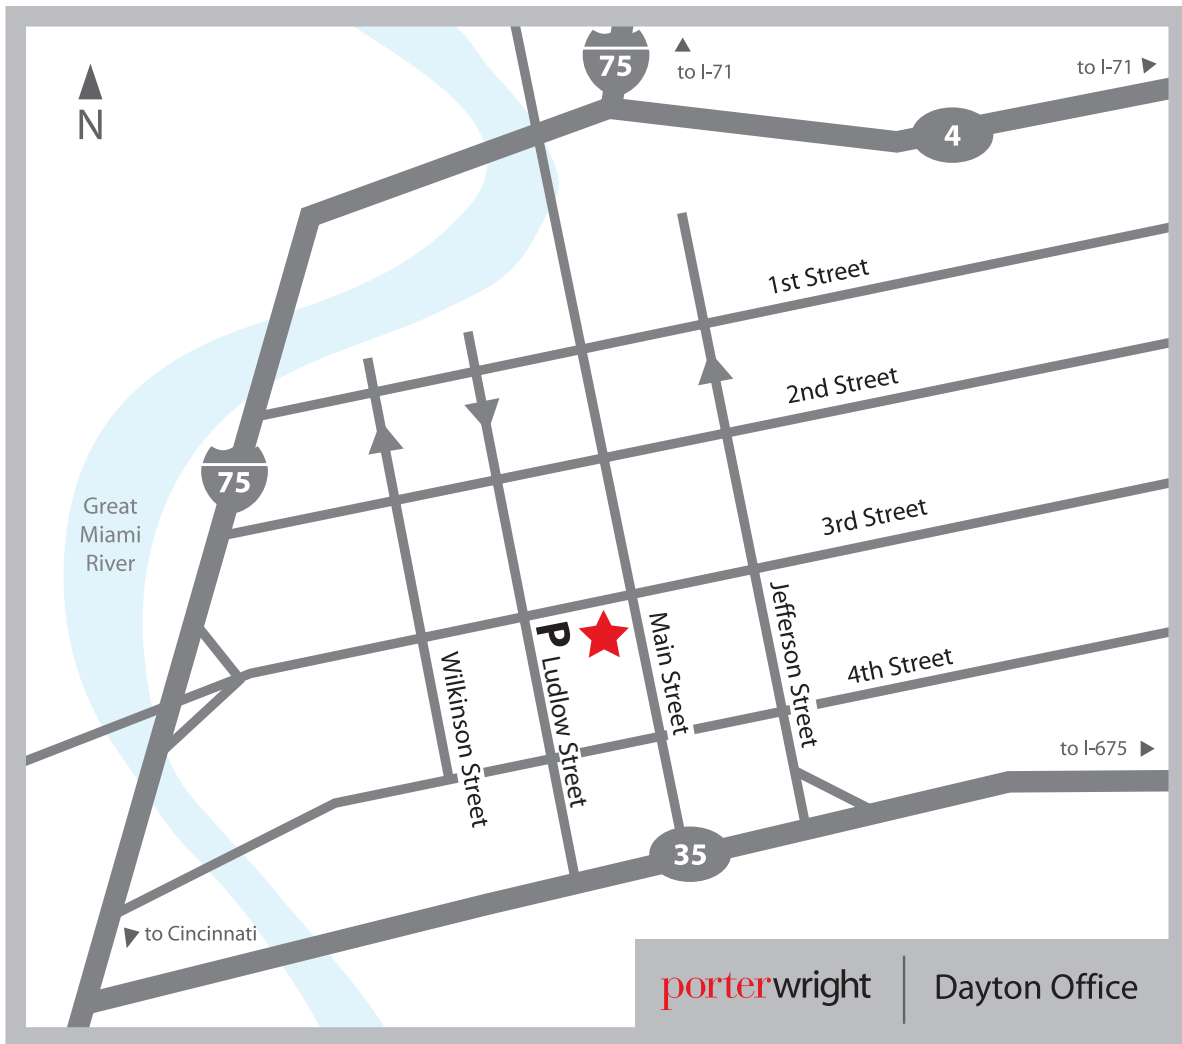 75
to I-71
to I-71
4
N
1st Street
2nd Street
75
Great
Miami
River
3rd Street
P
Jefferson Street
Main Street
Wilkinson Street
Ludlow Street
4th Street
to I-675
35
to Cincinnati
porterwright
Dayton Office